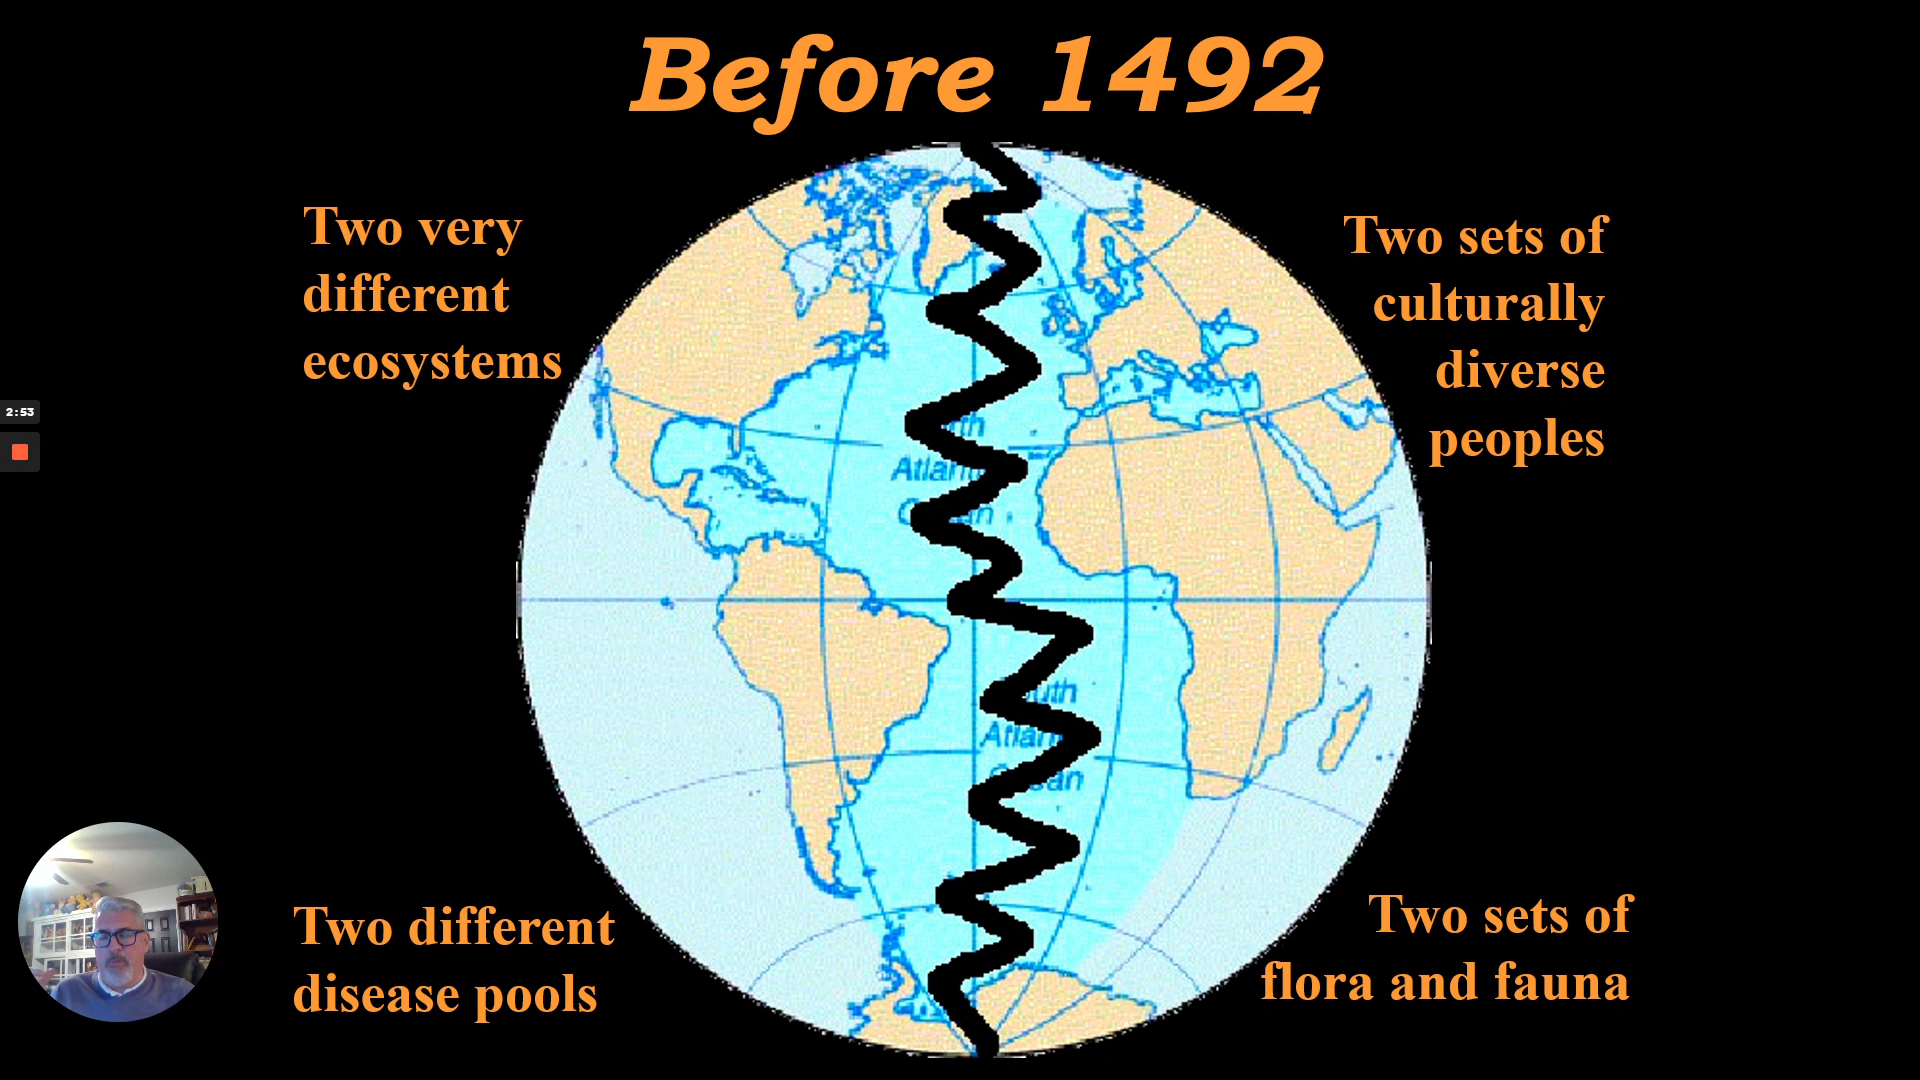 Before 1492
Two very
different
ecosystems
Two sets of
culturally
diverse
peoples
2:53
Two different
disease pools
Two sets of
flora and fauna